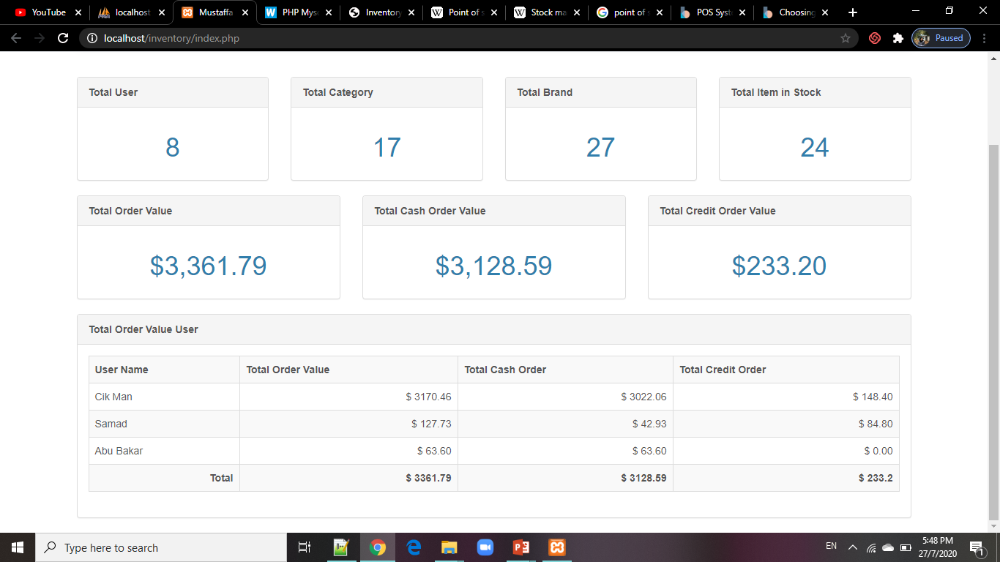 YouTube localhost Mustaffa PHP Mys Inventory Point of s Stock ma point of s POS Syst Choosing
localhost/inventory/index.php Paused
Total User Total Category Total Brand Total Item in Stock
8 17 27 24
Total Order Value Total Cash Order Value Total Credit Order Value
$3,361.79 $3,128.59 $233.20
Total Order Value User
User Name Total Order Value Total Cash Order Total Credit Order
Cik Man $ 3170.46 $ 3022.06 $ 148.40
Samad $ 127.73 $ 42.93 $ 84.80
Abu Bakar $ 63.60 $ 63.60 $ 0.00
Total $ 3361.79 $ 3128.59 $ 233.2
Type here to search EN 5:48 PM
27/7/2020 1